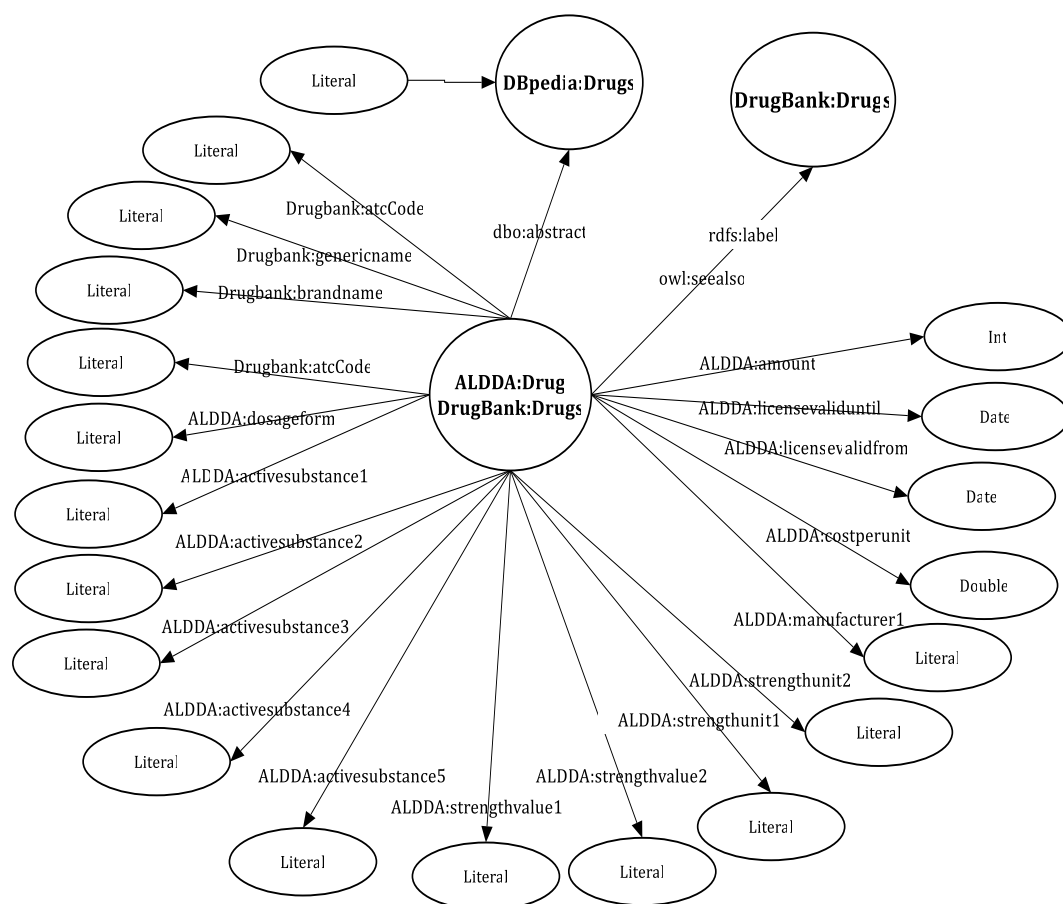 Literal
DBpedia:Drugs
DrugBank:Drugs
Literal
Drugbank:atcCode
Literal
dbo:abstract
rdfs:label
Drugbank:genericname
owl:seealso
Literal
Drugbank:brandname
Int
Literal
Drugbank:atcCode
ALDDA:amount
ALDDA:Drug
DrugBank:Drugs
ALDDA:licensevaliduntil
Date
ALDDA:dosageform
Literal
ALDDA:licensevalidfrom
ALDDA:activesubstance1
Date
Literal
ALDDA:costperunit
ALDDA:activesubstance2
Literal
Double
ALDDA:manufacturer1
ALDDA:activesubstance3
Literal
Literal
ALDDA:strengthunit2
ALDDA:activesubstance4
ALDDA:strengthunit1
Literal
Literal
ALDDA:activesubstance5
ALDDA:strengthvalue2
ALDDA:strengthvalue1
Literal
Literal
Literal
Literal